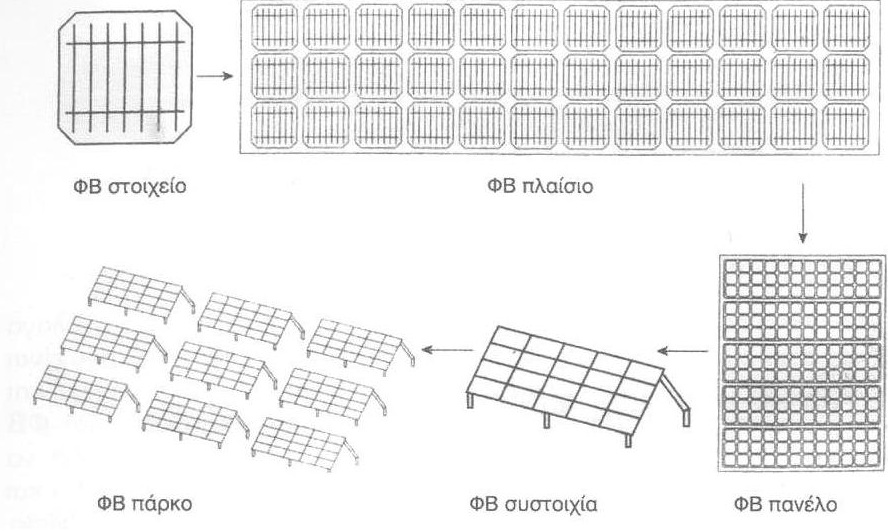 ΦΒ στοιχείο
ΦΒ πλαίσιο
ΦΒ πάρκο
ΦΒ συστοιχία
ΦΒ πανέλο